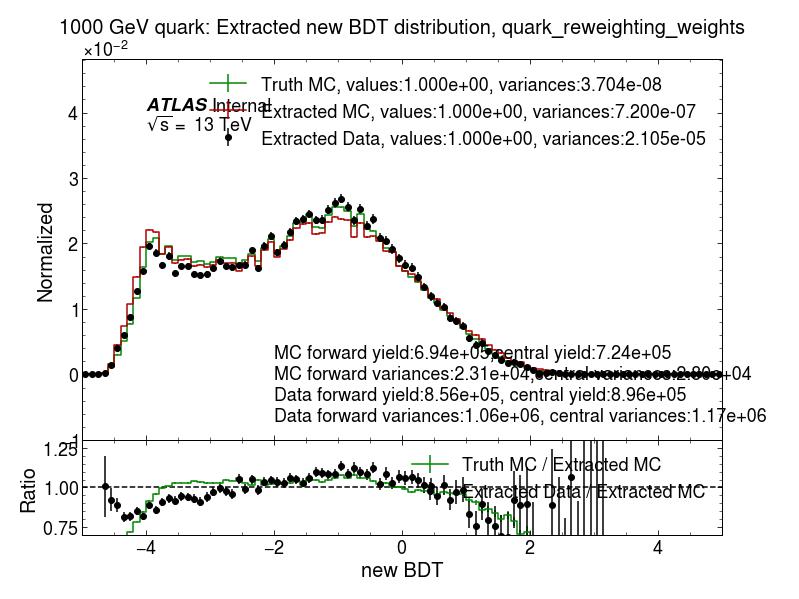 1000 GeV quark: Extracted new BDT distribution, quark_reweighting_weights
×10⁻²
Truth MC, values:1.000e+00, variances:3.704e-08
ATLAS Internal
Extracted MC, values:1.000e+00, variances:7.200e-07
√s = 13 TeV
Extracted Data, values:1.000e+00, variances:2.105e-05
4
3
2
1
0
Normalized
MC forward yield:6.94e+05,central yield:7.24e+05
MC forward variances:2.31e+04,central variances:
Data forward yield:8.56e+05, central yield:8.96e+05
Data forward variances:1.06e+06, central variances:1.17e+06
1.25
1.00
0.75
Ratio
Truth MC / Extracted MC
Extracted Data / Extracted MC
−4 −2 0 2 4
new BDT